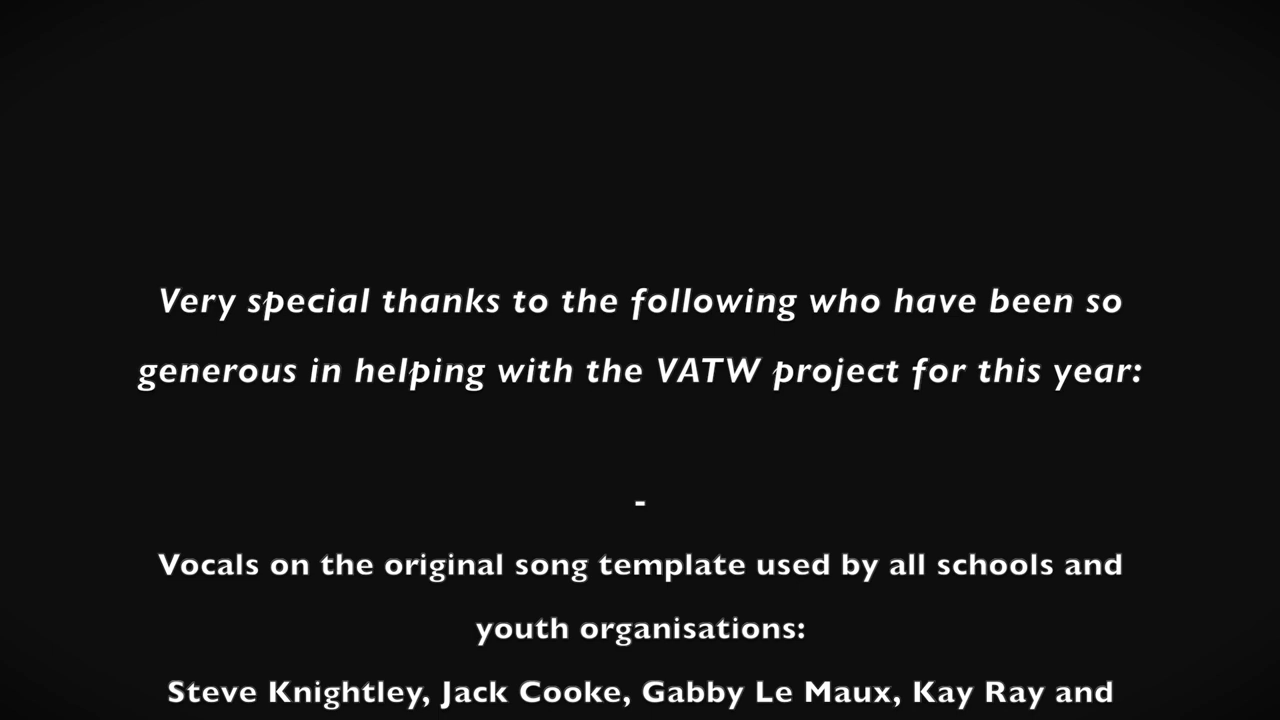 Very special thanks to the following who have been so
generous in helping with the VATW project for this year:
-
Vocals on the original song template used by all schools and
youth organisations:
Steve Knightley, Jack Cooke, Gabby Le Maux, Kay Ray and